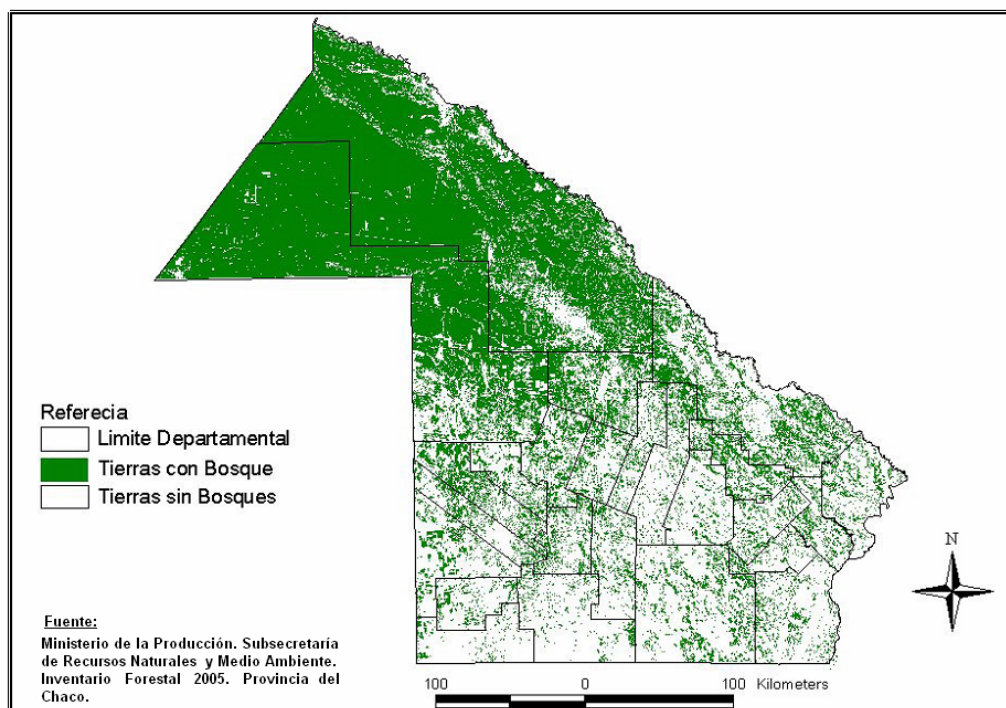 Referecia
Limite Departamental
Tierras con Bosque
Tierras sin Bosques
N
Fuente:
Ministerio de la Producción. Subsecretaría
de Recursos Naturales y Medio Ambiente.
Inventario Forestal 2005. Provincia del
Chaco.
100 0 100 Kilometers